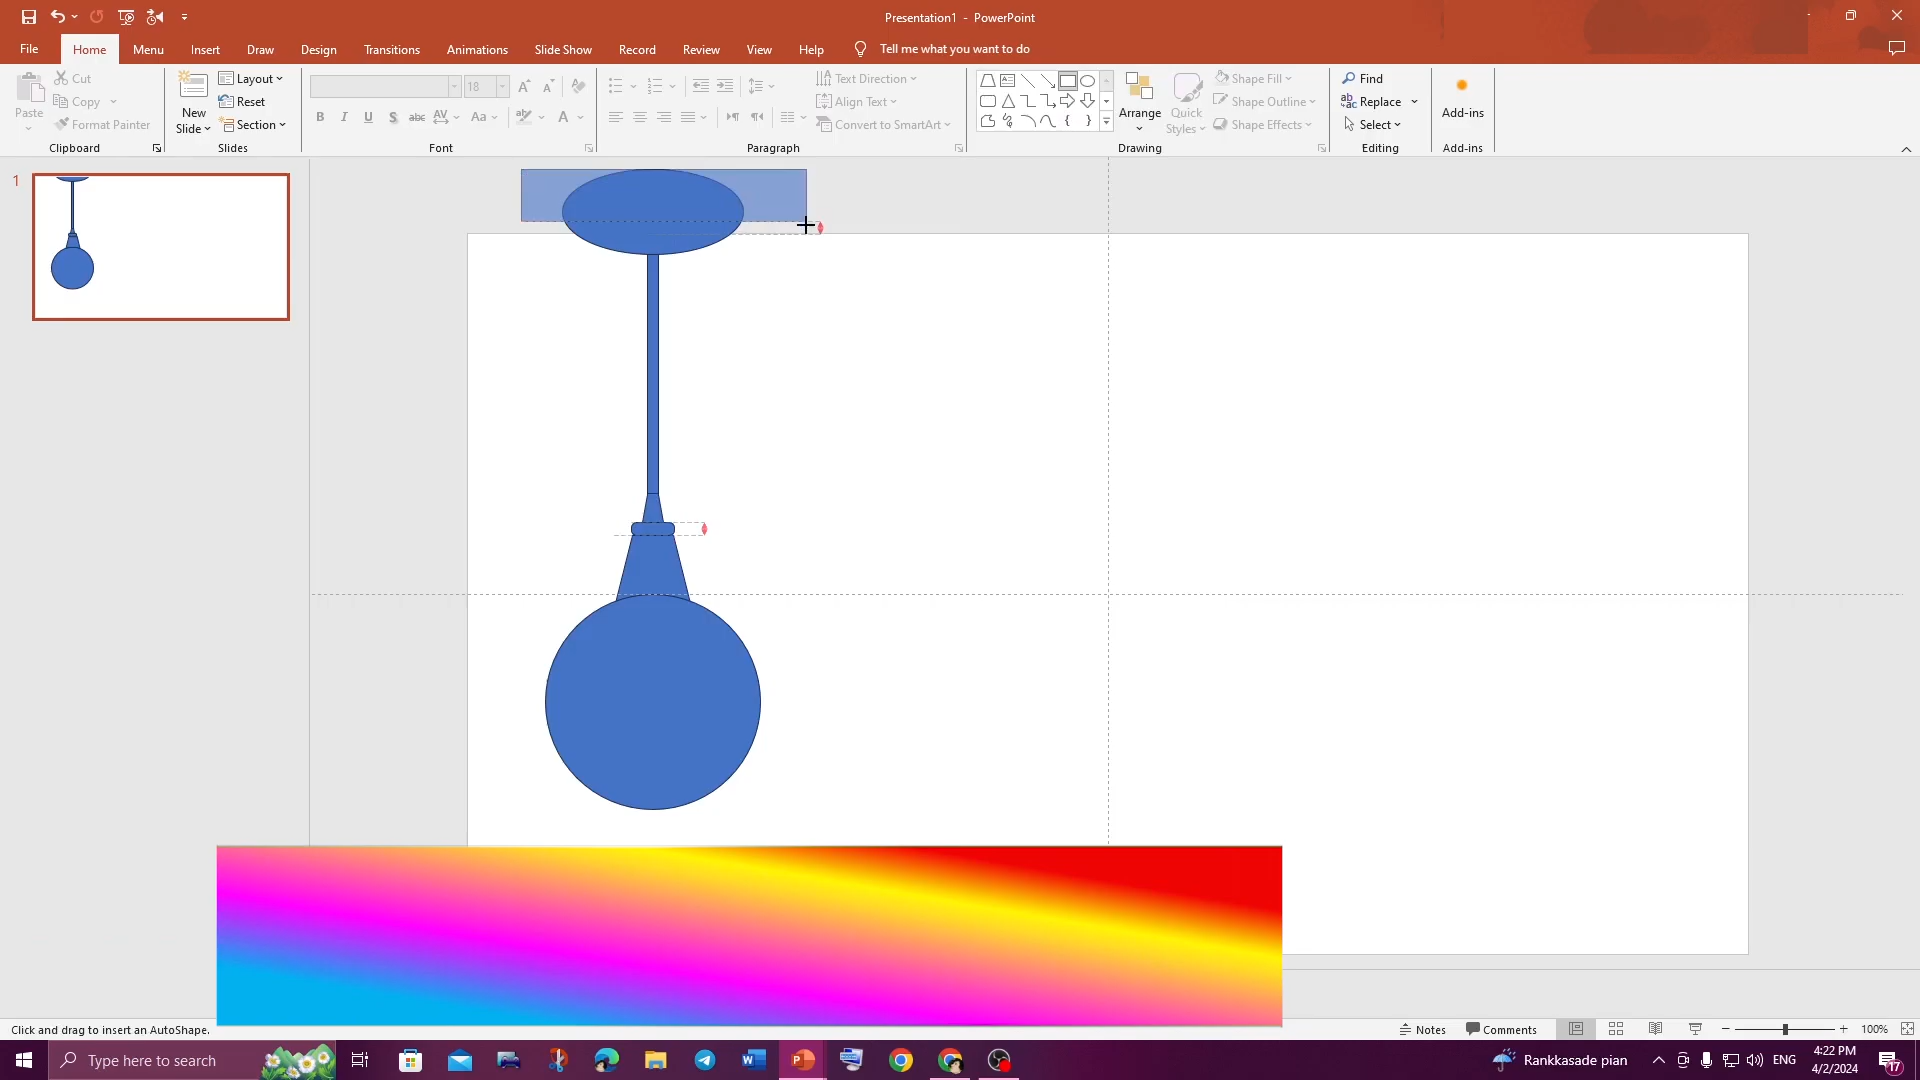 Presentation1 - PowerPoint
File Home Menu Insert Draw Design Transitions Animations Slide Show Record Review View Help Tell me what you want to do
Paste
Cut
Copy
Format Painter
Clipboard
New
Slide
Layout
Reset
Section
Slides
18
B I U S abc AV Aa A
Font
Text Direction
Align Text
Convert to SmartArt
Paragraph
Arrange
Quick
Styles
Shape Fill
Shape Outline
Shape Effects
Drawing
Find
Replace
Select
Editing
Add-ins
Add-ins
1
Click and drag to insert an AutoShape.
Notes Comments 100%
Type here to search
Rankkasade pian
ENG
4:22 PM
4/2/2024
17